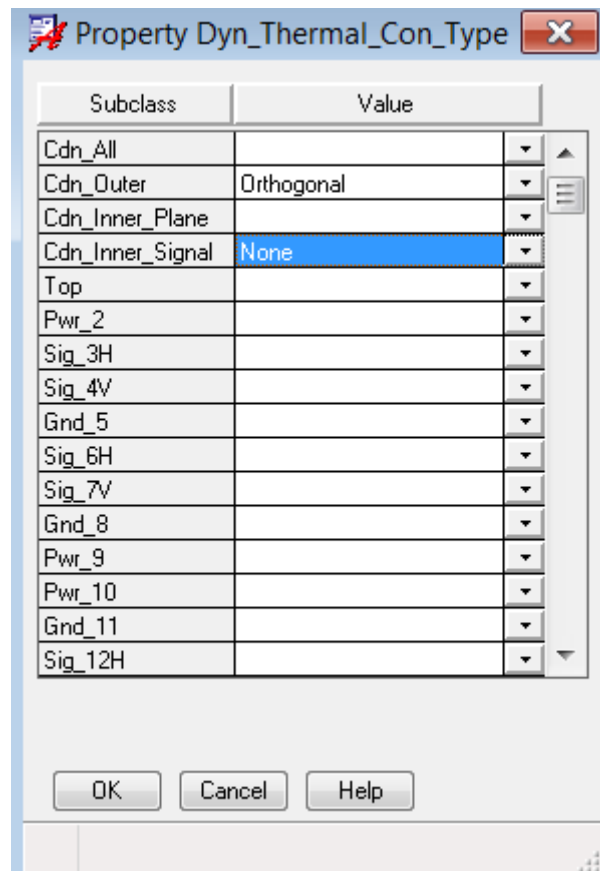 Property Dyn_Thermal_Con_Type
Subclass Value
Cdn_All
Cdn_Outer Orthogonal
Cdn_Inner_Plane
Cdn_Inner_Signal None
Top
Pwr_2
Sig_3H
Sig_4V
Gnd_5
Sig_6H
Sig_7V
Gnd_8
Pwr_9
Pwr_10
Gnd_11
Sig_12H
OK Cancel Help